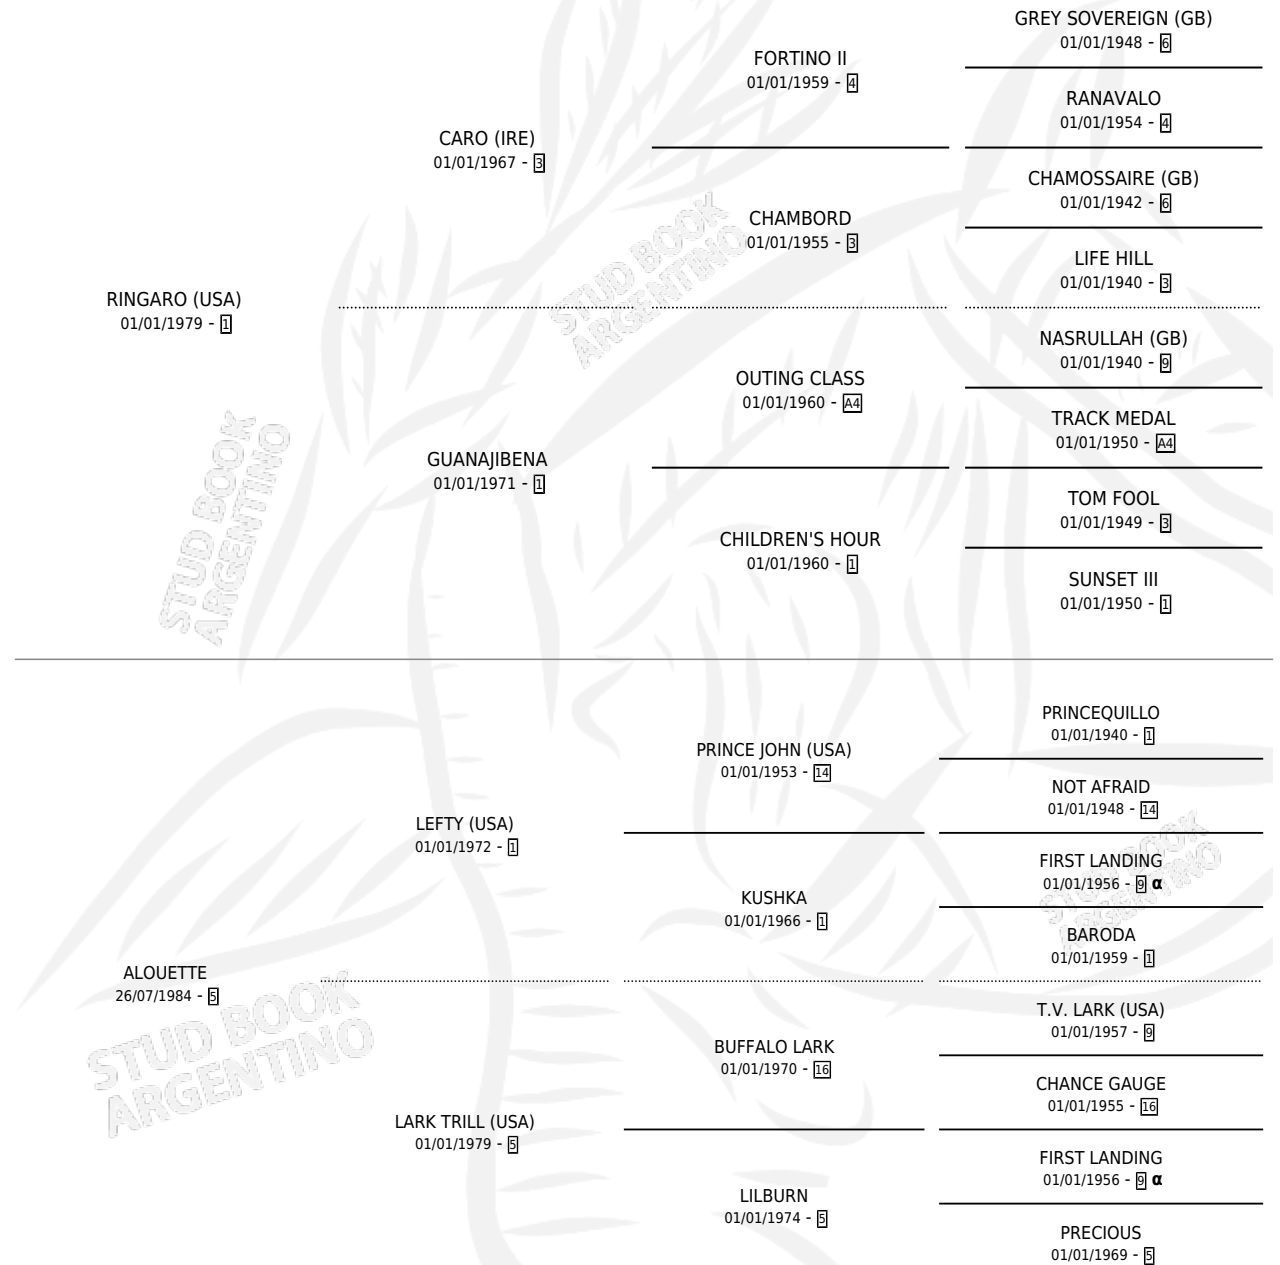 GREY SOVEREIGN (GB)
01/01/1948 - 6
FORTINO II
01/01/1959 - 4
RANAVALO
01/01/1954 - 4
CARO (IRE)
01/01/1967 - 3
CHAMOSSAIRE (GB)
01/01/1942 - 6
CHAMBORD
01/01/1955 - 3
LIFE HILL
01/01/1940 - 3
RINGARO (USA)
01/01/1979 - 1
NASRULLAH (GB)
01/01/1940 - 9
OUTING CLASS
01/01/1960 - A4
TRACK MEDAL
01/01/1950 - A4
GUANAJIBENA
01/01/1971 - 1
TOM FOOL
01/01/1949 - 3
CHILDREN'S HOUR
01/01/1960 - 1
SUNSET III
01/01/1950 - 1
STUD BOOK
ARGENTINO
STUD BOOK
ARGENTINO
PRINCEQUILLO
01/01/1940 - 1
PRINCE JOHN (USA)
01/01/1953 - 14
NOT AFRAID
01/01/1948 - 14
LEFTY (USA)
01/01/1972 - 1
FIRST LANDING
01/01/1956 - 9 α
KUSHKA
01/01/1966 - 1
BARODA
01/01/1959 - 1
ALOUETTE
26/07/1984 - 5
T.V. LARK (USA)
01/01/1957 - 9
BUFFALO LARK
01/01/1970 - 16
CHANCE GAUGE
01/01/1955 - 16
LARK TRILL (USA)
01/01/1979 - 5
FIRST LANDING
01/01/1956 - 9 α
LILBURN
01/01/1974 - 5
PRECIOUS
01/01/1969 - 5
STUD BOOK
ARGENTINO
STUD BOOK
ARGENTINO